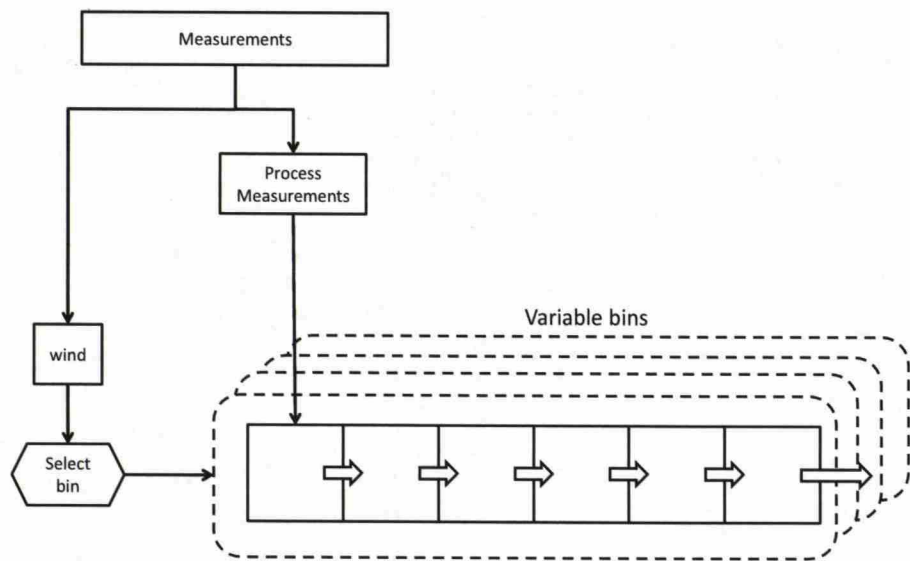 Measurements
Process
Measurements
Variable bins
wind
Select
bin